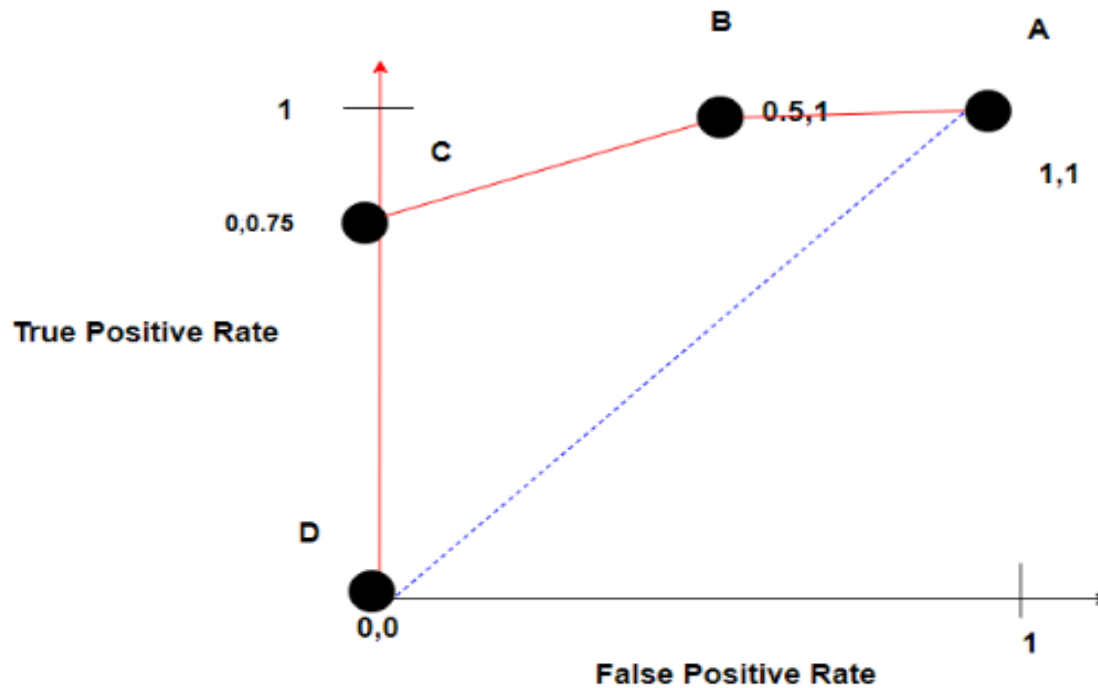 A
B
1
0.5,1
C
1,1
0,0.75
True Positive Rate
D
0,0
1
False Positive Rate